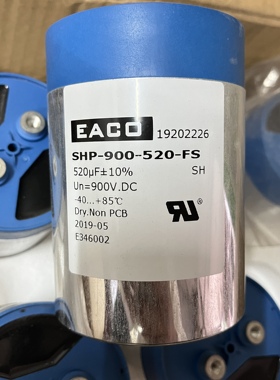 EACO 19202226
SHP-900-520-FS
520μF±10% SH
Un=900V.DC
-40...+85℃
Dry.Non PCB
2019-05
E346002